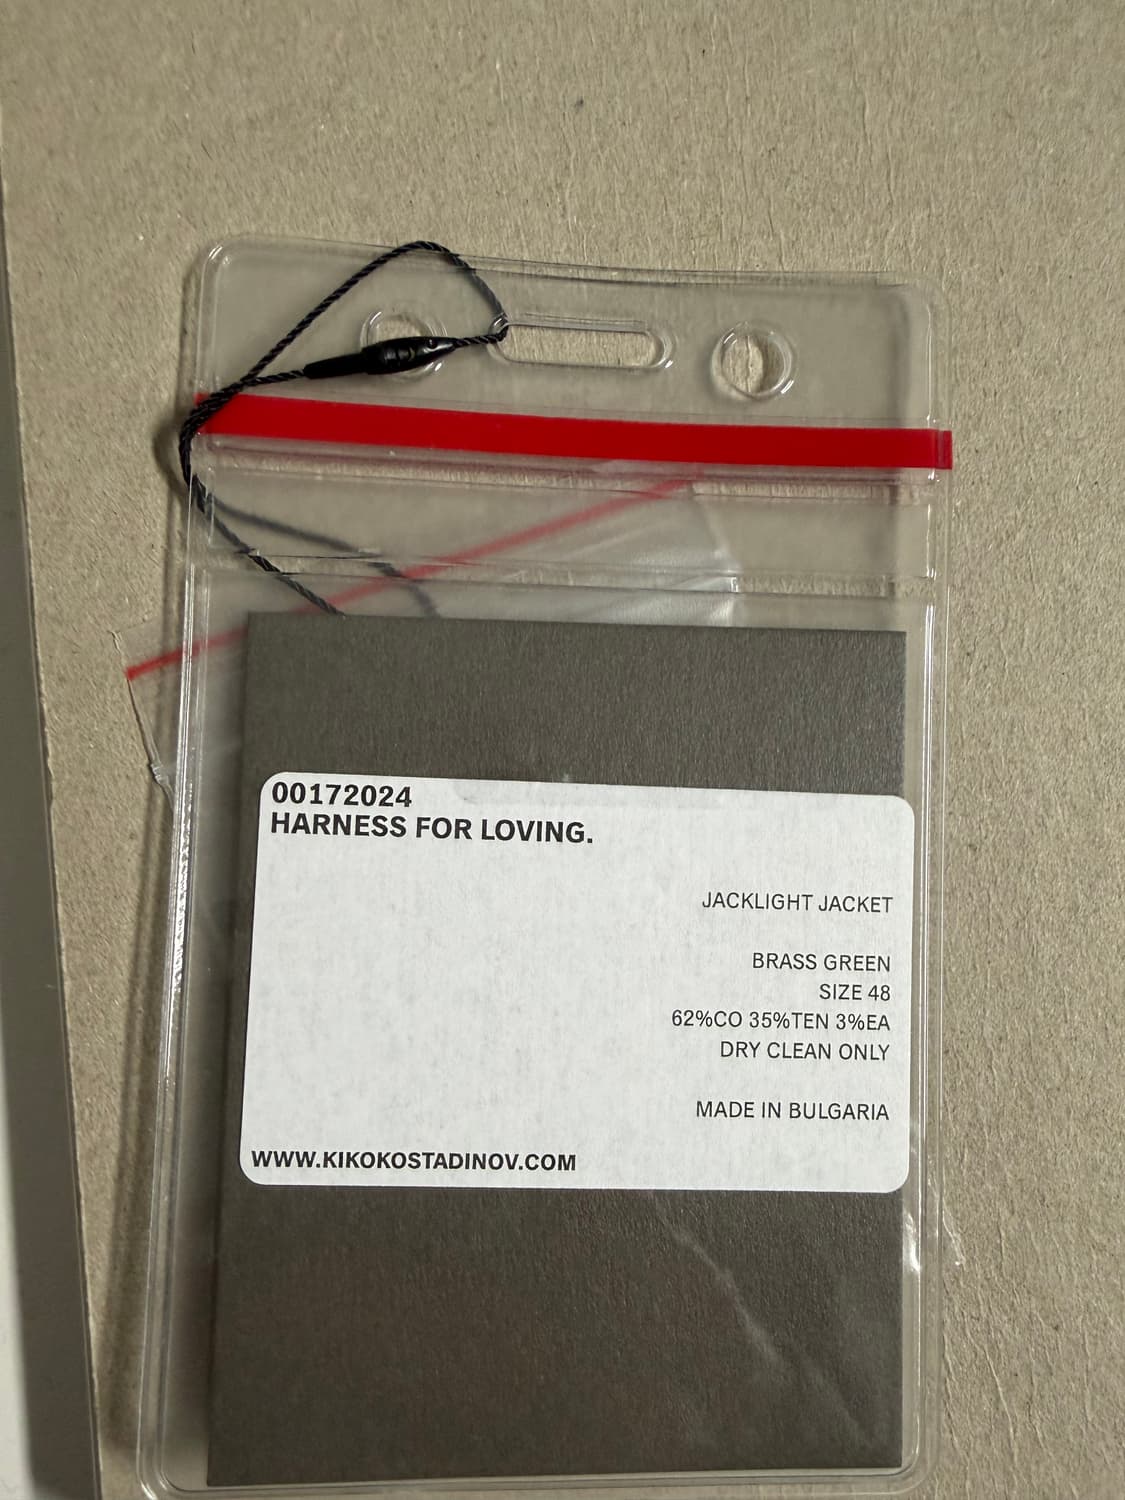 00172024
HARNESS FOR LOVING.
JACKLIGHT JACKET
BRASS GREEN
SIZE 48
62%CO 35%TEN 3%EA
DRY CLEAN ONLY
MADE IN BULGARIA
WWW.KIKOKOSTADINOV.COM